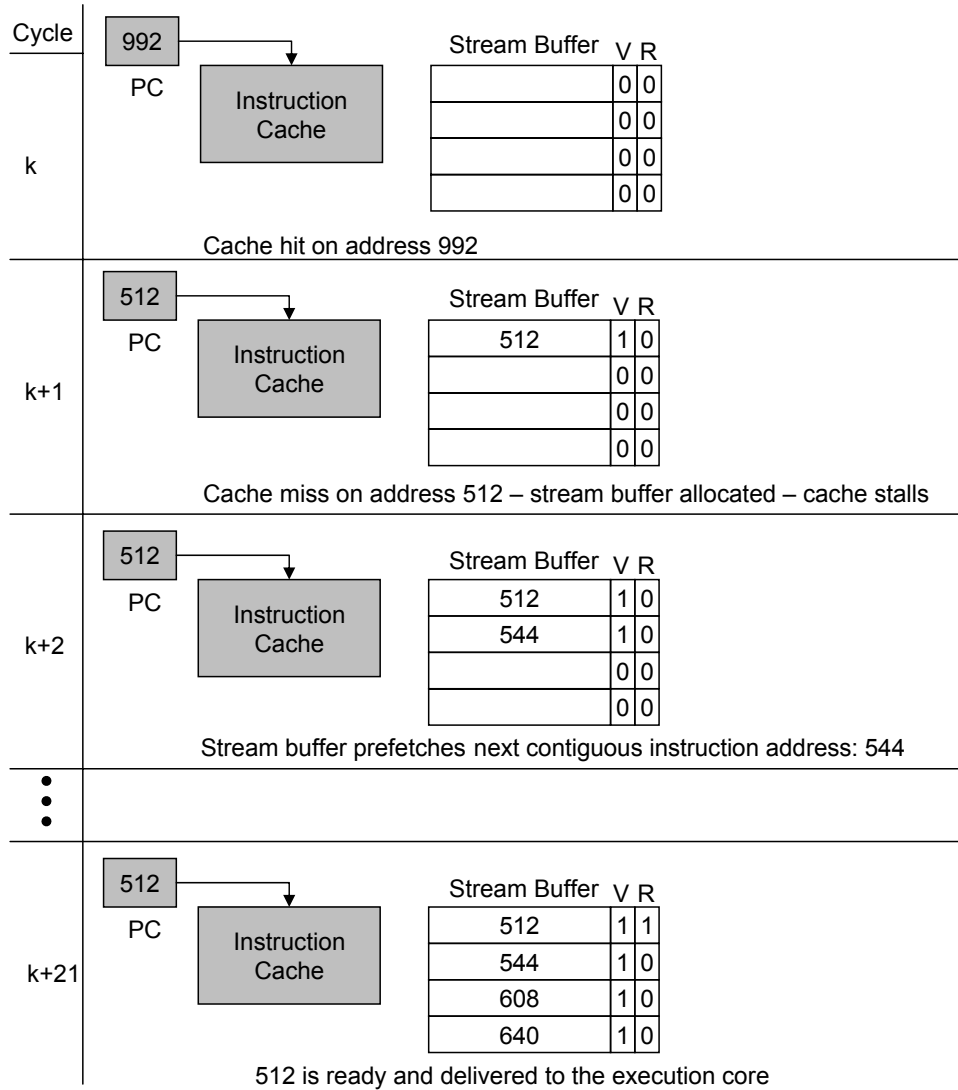 Cycle
992
PC
Instruction
Cache
Stream Buffer V R
0 0
0 0
0 0
0 0
k
Cache hit on address 992
512
PC
Instruction
Cache
Stream Buffer V R
512 1 0
0 0
0 0
0 0
k+1
Cache miss on address 512 – stream buffer allocated – cache stalls
512
PC
Instruction
Cache
Stream Buffer V R
512 1 0
544 1 0
0 0
0 0
k+2
Stream buffer prefetches next contiguous instruction address: 544
512
PC
Instruction
Cache
Stream Buffer V R
512 1 1
544 1 0
608 1 0
640 1 0
k+21
512 is ready and delivered to the execution core